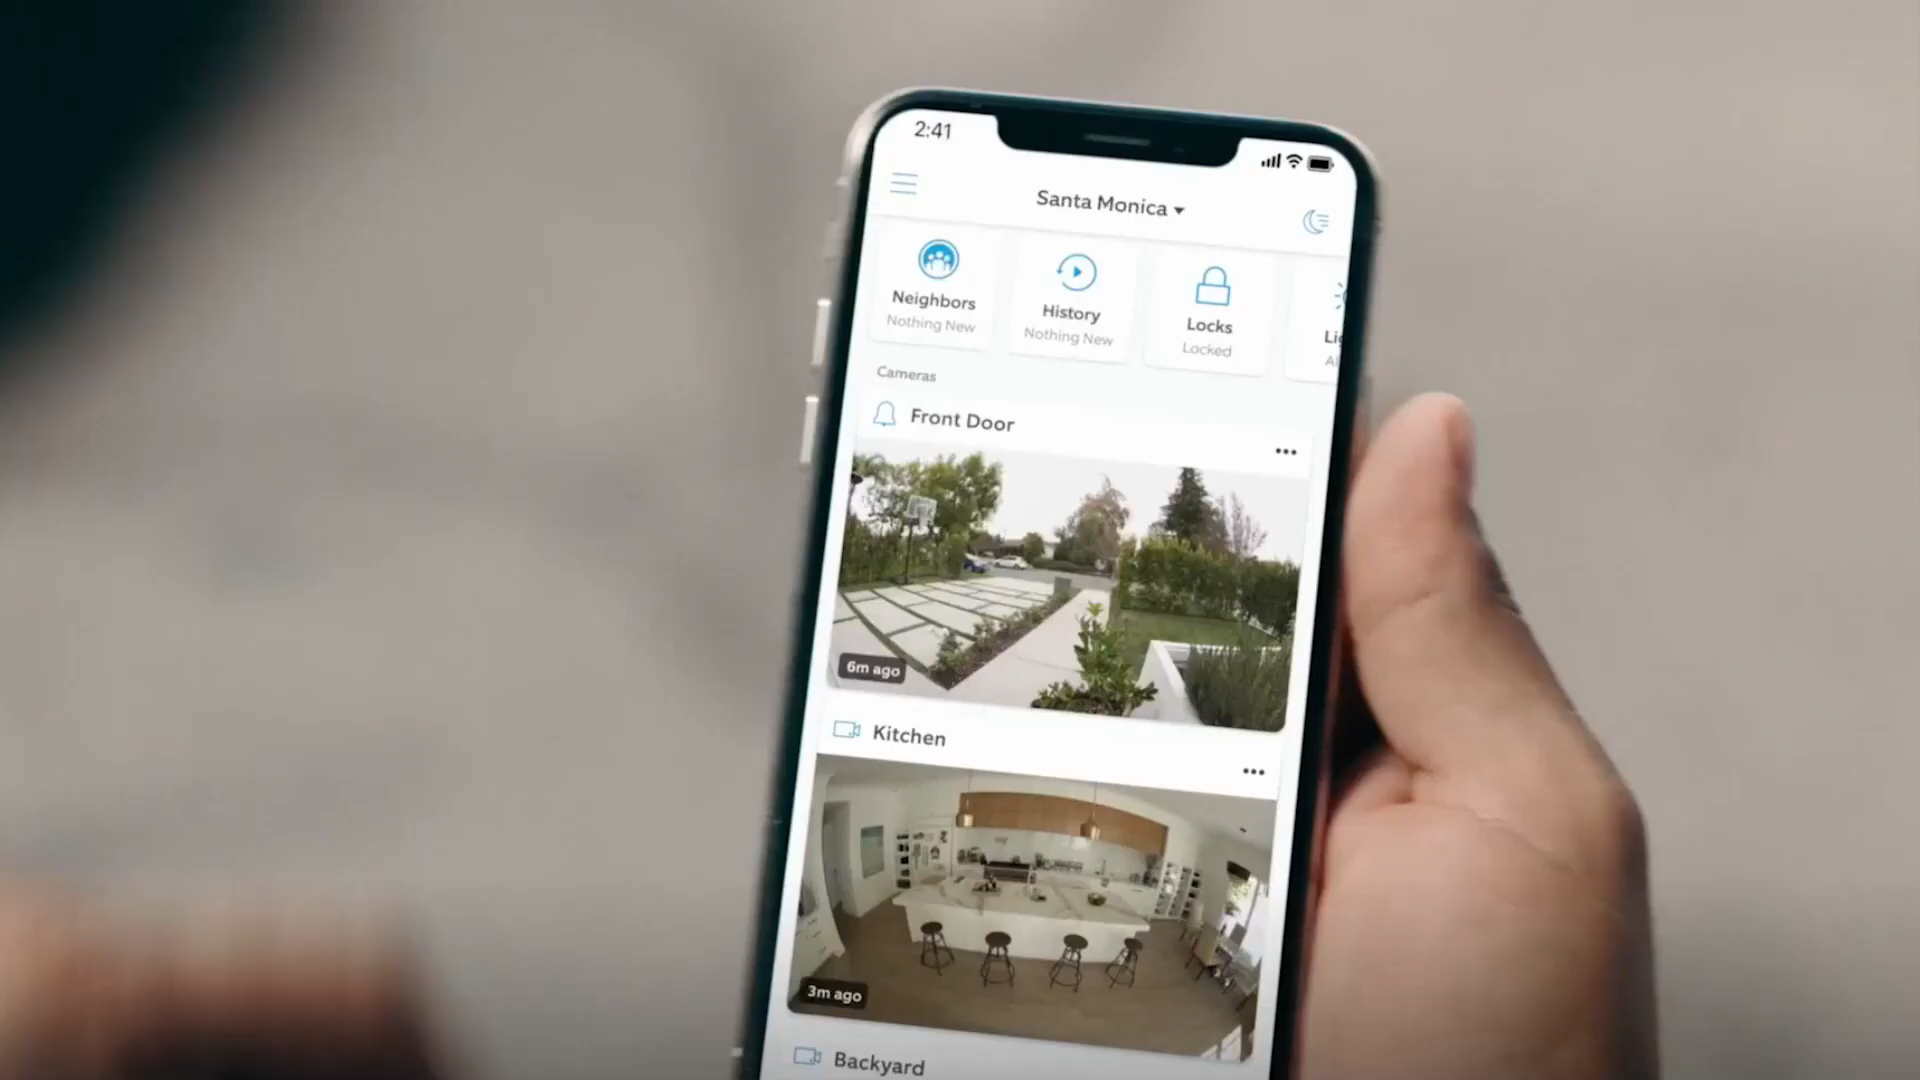 2:41
Santa Monica
Neighbors
Nothing New
History
Nothing New
Locks
Locked
Cameras
Front Door
6m ago
Kitchen
3m ago
Backyard